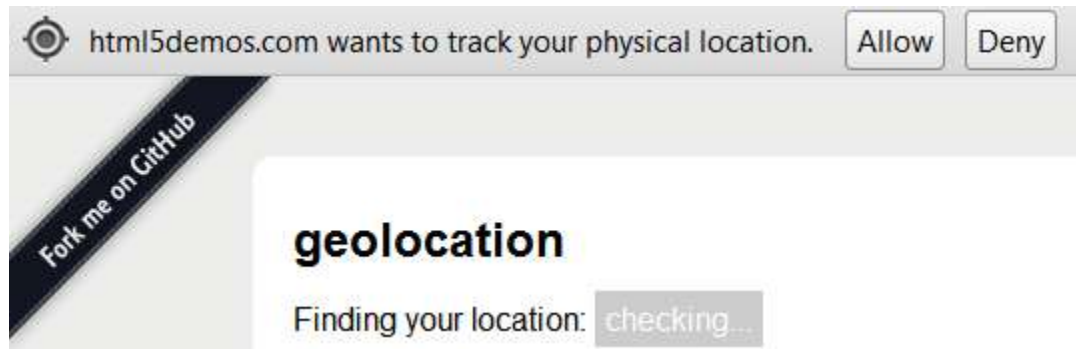 html5demos.com wants to track your physical location. Allow Deny
Fork me on GitHub
geolocation
Finding your location: checking...